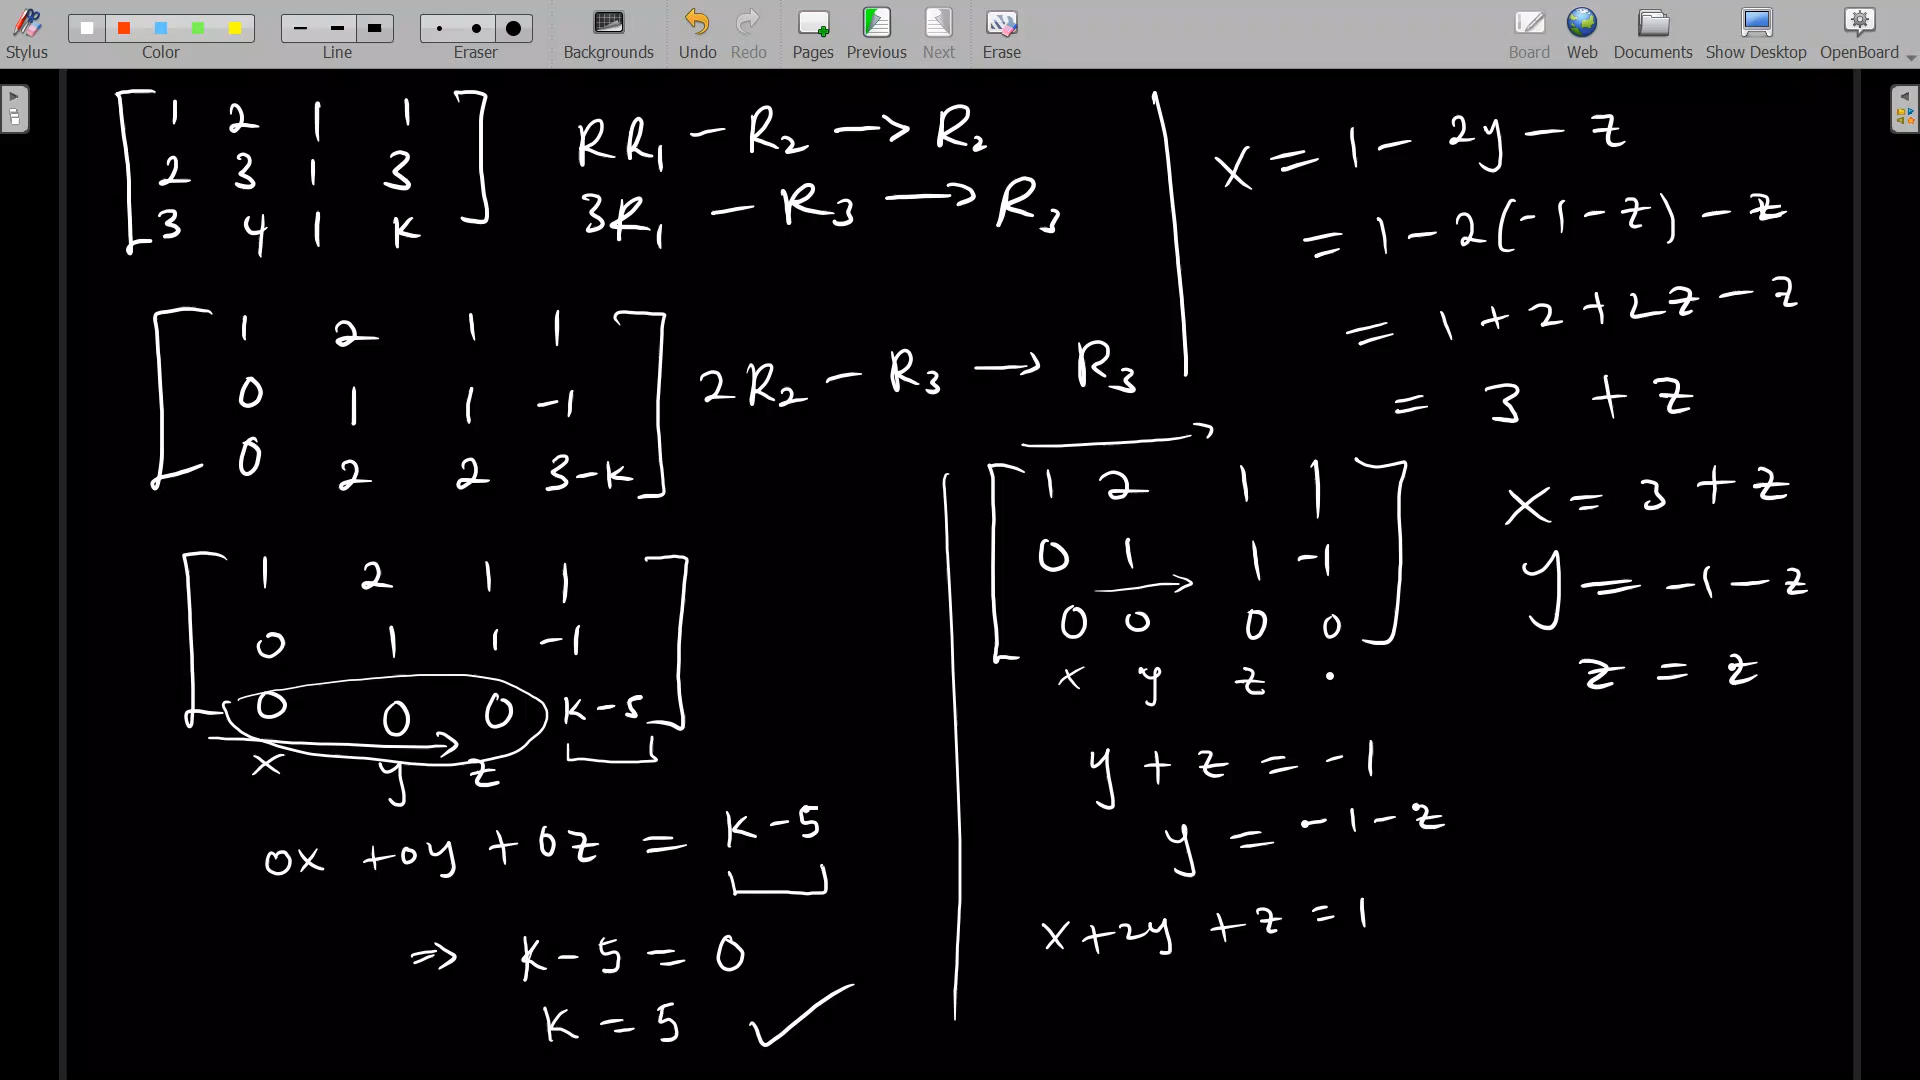 Stylus Color Line Eraser Backgrounds Undo Redo Pages Previous Next Erase Board Web Documents Show Desktop OpenBoard
1 2 1 1
2 3 1 3
3 4 1 K
RR₁ - R₂ → R₂
3R₁ - R₃ → R₃
1 2 1 1
0 1 1 -1
0 2 2 3-K
2R₂ - R₃ → R₃
1 2 1 1
0 1 1 -1
0 0 0 K-5
x y z
0x + 0y + 0z = K-5
⇒ K-5 = 0
K = 5 ✓
1 2 1 1
0 1 1 -1
0 0 0 0
x y z .
y + z = -1
y = -1 - z
x + 2y + z = 1
x = 1 - 2y - z
= 1 - 2(-1 - z) - z
= 1 + 2 + 2z - z
= 3 + z
x = 3 + z
y = -1 - z
z = z